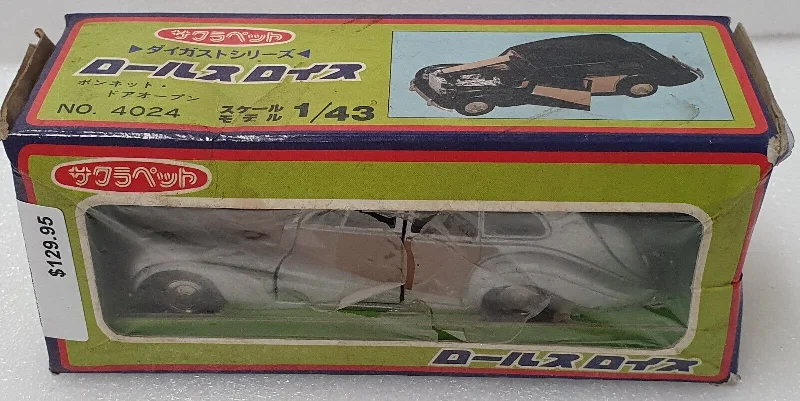 サクラペット
▶ダイガストシリーズ◀
ロールスロイス
ボンネット・
ドアオープン
NO. 4024
スケール
モデル 1/43
サクラペット
$129.95
ロールスロイス